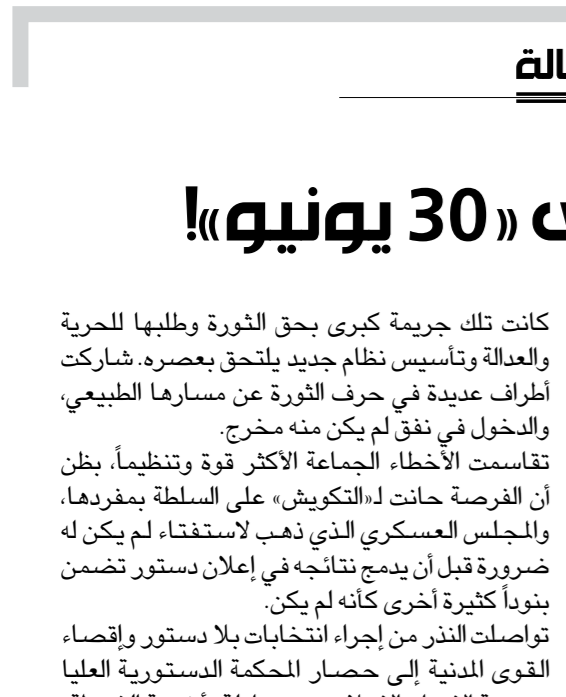 «30 يونيو»!
كانت تلك جريمة كبرى بحق الثورة وطلبها للحرية
والعدالة وتأسيس نظام جديد يلتحق بعصره. شاركت
أطراف عديدة في حرف الثورة عن مسارها الطبيعي،
والدخول في نفق لم يكن منه مخرج.
تقاسمت الأخطاء الجماعة الأكثر قوة وتنظيماً، بظن
أن الفرصة حانت لـ«التكويش» على السلطة بمفردها،
والمجلس العسكري الذي ذهب لاستفتاء لم يكن له
ضرورة قبل أن يدمج نتائجه في إعلان دستور تضمن
بنوداً كثيرة أخرى كأنه لم يكن.
تواصلت النذر من إجراء انتخابات بلا دستور وإقصاء
القوى المدنية إلى حصار المحكمة الدستورية العليا